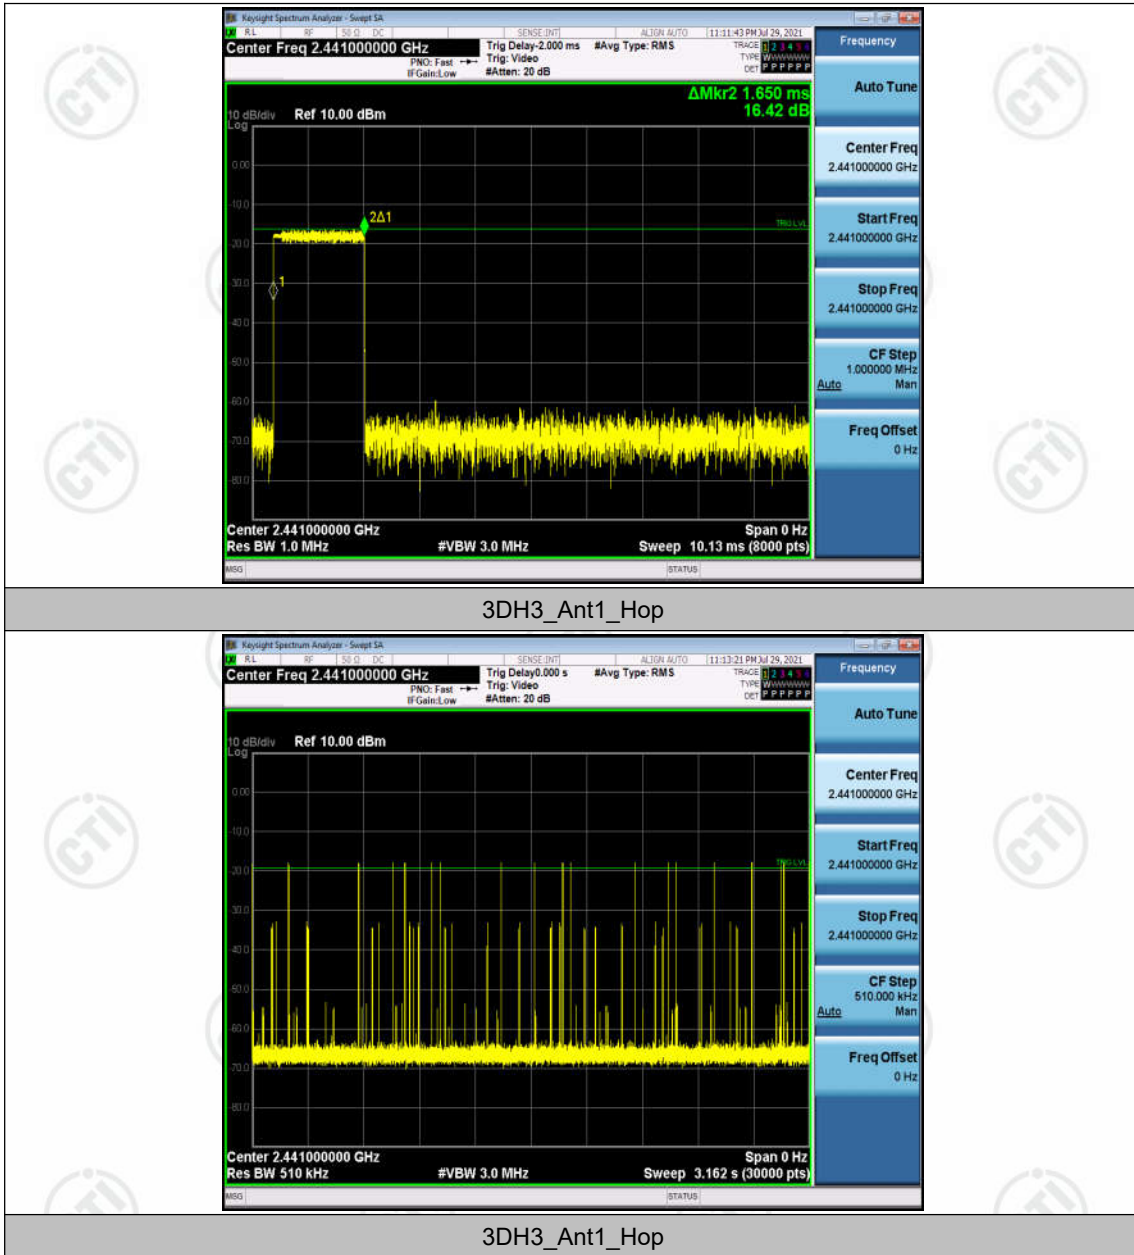 Keysight Spectrum Analyzer - Swept SA
RL RF 50 Ω DC SENSE:INT ALIGN AUTO 11:11:43 PM Jul 29, 2021
Center Freq 2.441000000 GHz
PNO: Fast
IFGain:Low
Trig Delay-2.000 ms
Trig: Video
#Atten: 20 dB
#Avg Type: RMS
TRACE 1 2 3 4 5 6
TYPE WWWWWW
DET P P P P P P
ΔMkr2 1.650 ms
16.42 dB
10 dB/div Ref 10.00 dBm
Log
0.00
-10.0
2Δ1
TRIG LVL
-20.0
-30.0
1
-40.0
-50.0
-60.0
-70.0
-80.0
Center 2.441000000 GHz Span 0 Hz
Res BW 1.0 MHz #VBW 3.0 MHz Sweep 10.13 ms (8000 pts)
MSG STATUS
Frequency
Auto Tune
Center Freq
2.441000000 GHz
Start Freq
2.441000000 GHz
Stop Freq
2.441000000 GHz
CF Step
1.000000 MHz
Auto Man
Freq Offset
0 Hz
3DH3_Ant1_Hop
Keysight Spectrum Analyzer - Swept SA
RL RF 50 Ω DC SENSE:INT ALIGN AUTO 11:13:21 PM Jul 29, 2021
Center Freq 2.441000000 GHz
PNO: Fast
IFGain:Low
Trig Delay0.000 s
Trig: Video
#Atten: 20 dB
#Avg Type: RMS
TRACE 1 2 3 4 5 6
TYPE WWWWWW
DET P P P P P P
10 dB/div Ref 10.00 dBm
Log
0.00
-10.0
TRIG LVL
-20.0
-30.0
-40.0
-50.0
-60.0
-70.0
-80.0
Center 2.441000000 GHz Span 0 Hz
Res BW 510 kHz #VBW 3.0 MHz Sweep 3.162 s (30000 pts)
MSG STATUS
Frequency
Auto Tune
Center Freq
2.441000000 GHz
Start Freq
2.441000000 GHz
Stop Freq
2.441000000 GHz
CF Step
510.000 kHz
Auto Man
Freq Offset
0 Hz
3DH3_Ant1_Hop
CTI
CTI
CTI
CTI
CTI
CTI